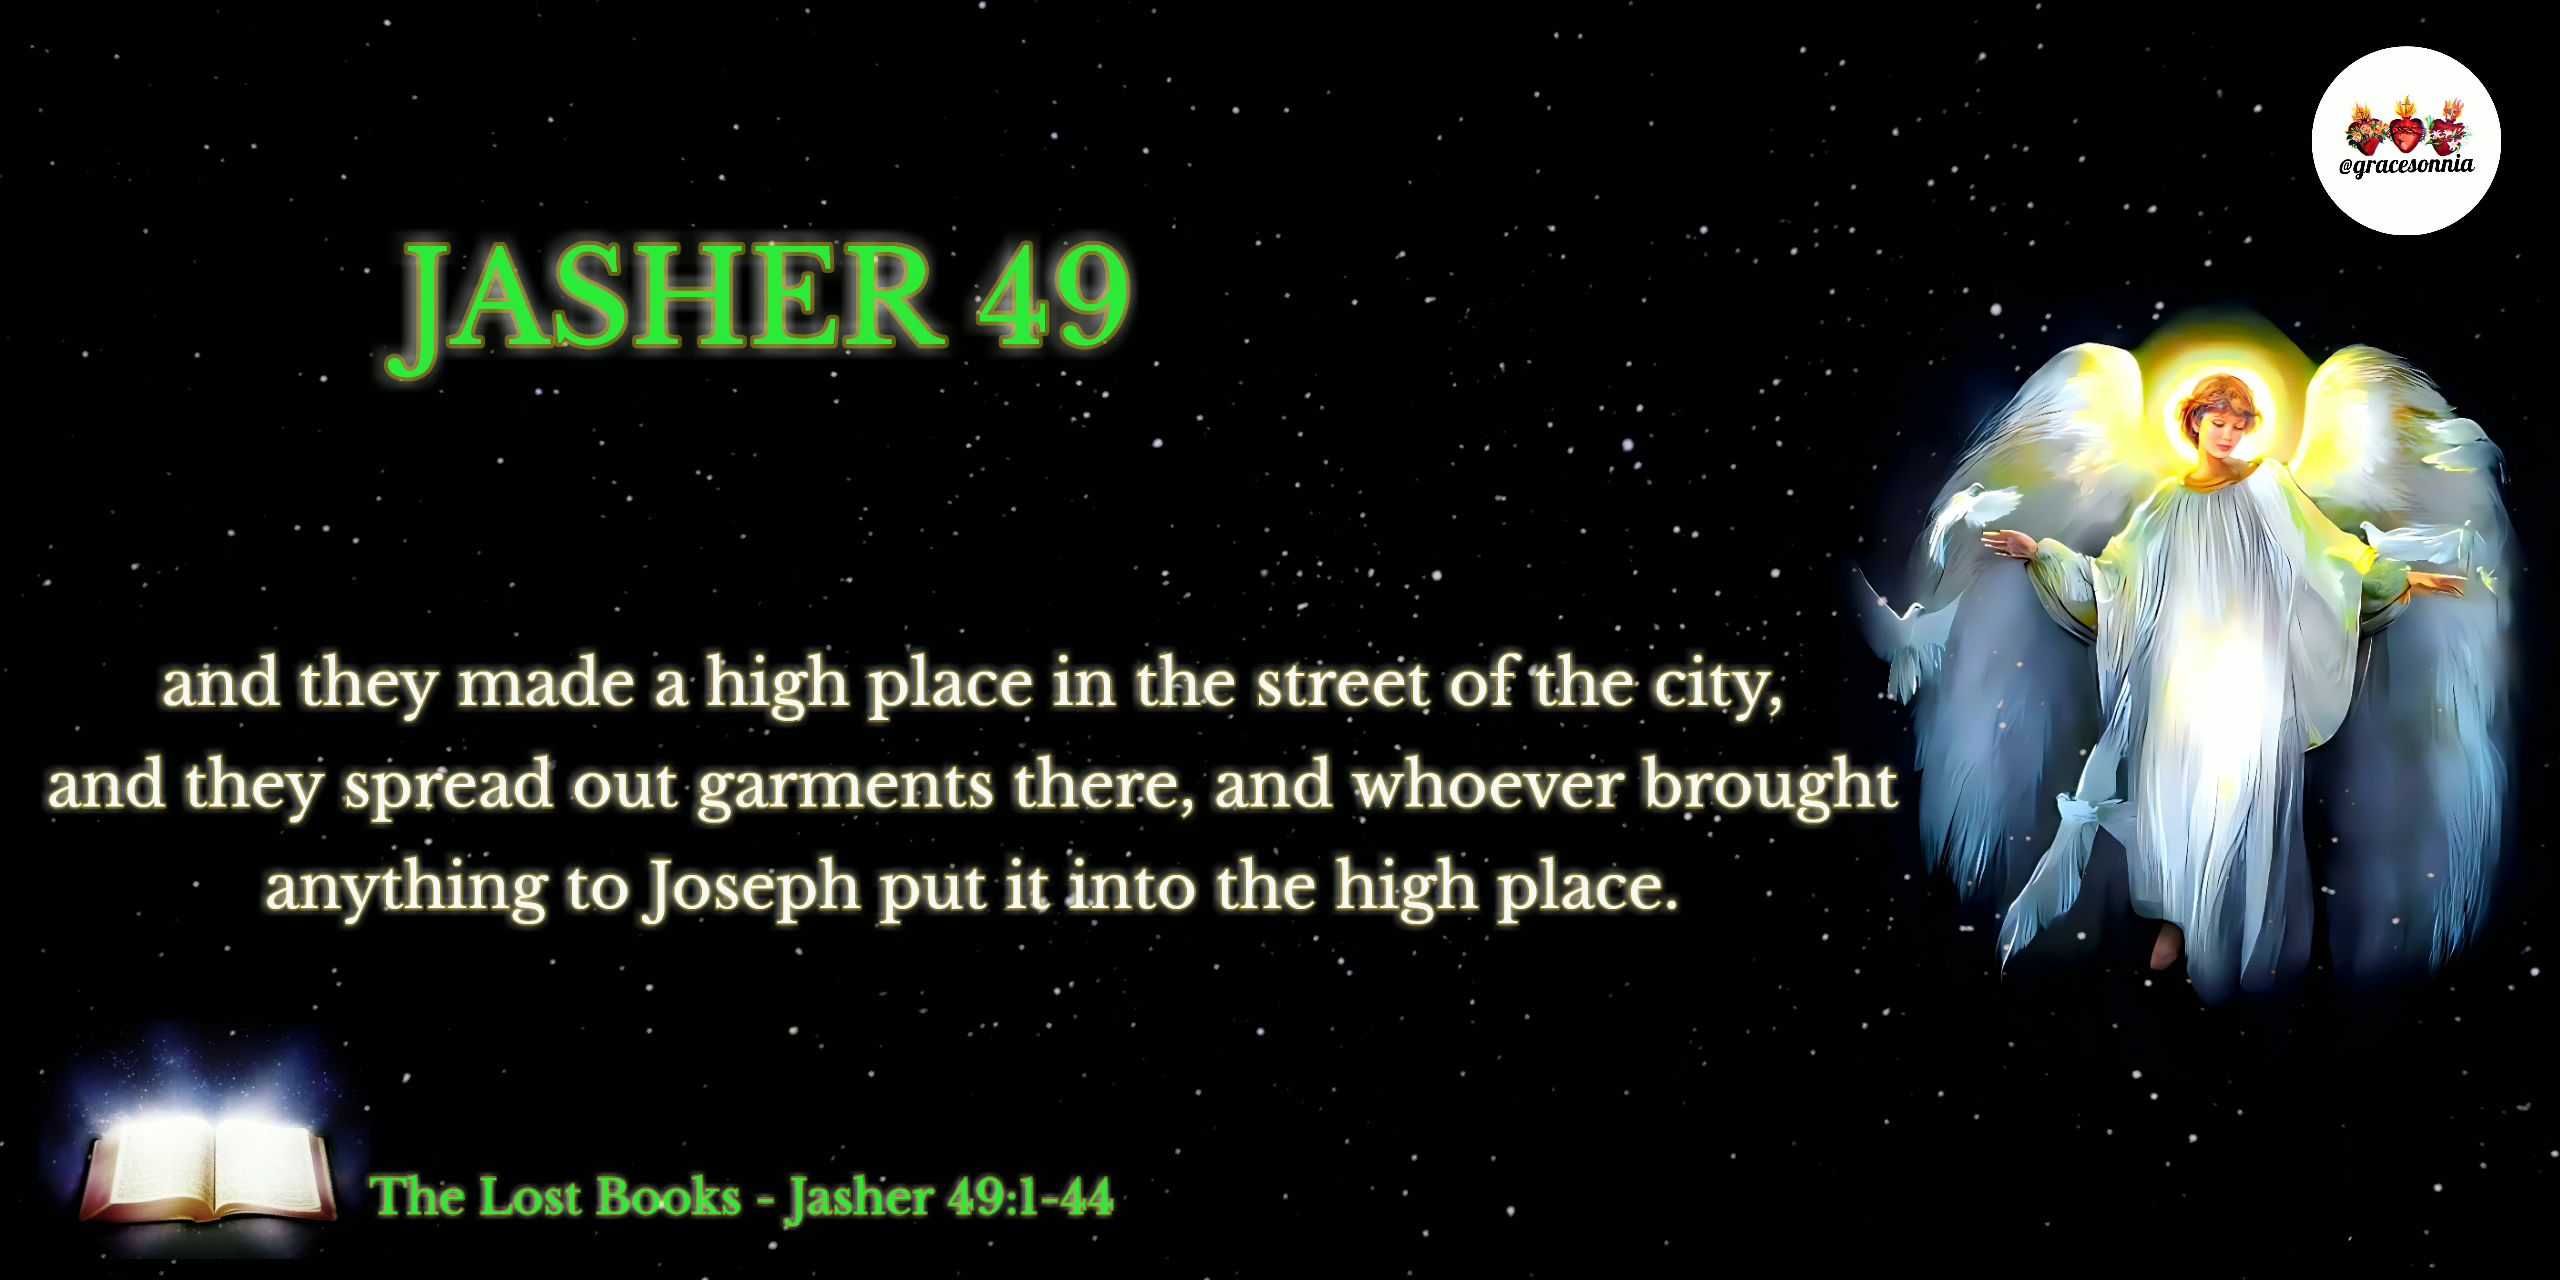 @gracesonnia
JASHER 49
and they made a high place in the street of the city,
and they spread out garments there, and whoever brought
anything to Joseph put it into the high place.
The Lost Books - Jasher 49:1-44